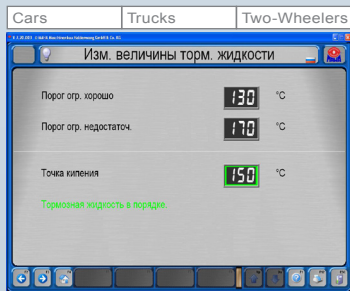 Cars Trucks Two-Wheelers
Изм. величины торм. жидкости
Порог огр. хорошо 130 °C
Порог огр. недостаточ. 170 °C
Точка кипения 150 °C
Тормозная жидкость в порядке.